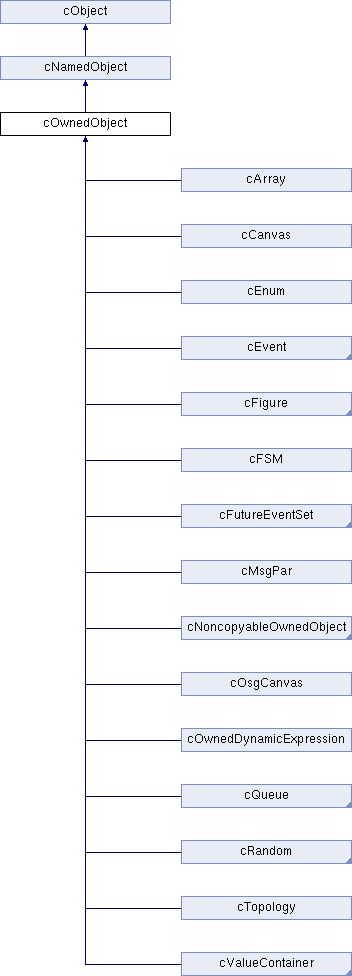 cObject
cNamedObject
cOwnedObject
cArray
cCanvas
cEnum
cEvent
cFigure
cFSM
cFutureEventSet
cMsgPar
cNoncopyableOwnedObject
cOsgCanvas
cOwnedDynamicExpression
cQueue
cRandom
cTopology
cValueContainer